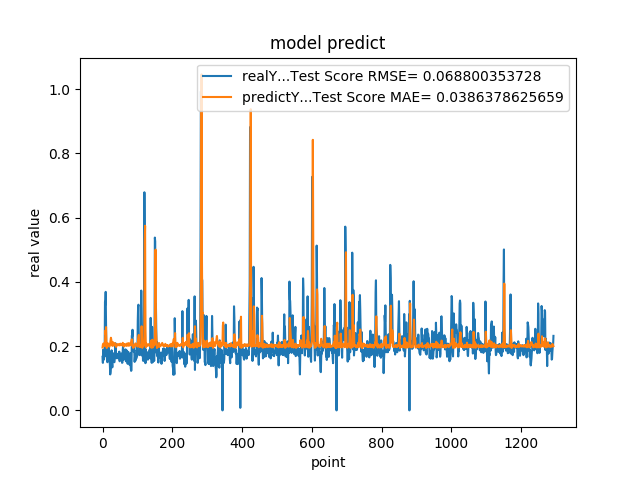 model predict
realY...Test Score RMSE= 0.068800353728
predictY...Test Score MAE= 0.0386378625659
1.0
0.8
0.6
0.4
0.2
0.0
real value
0 200 400 600 800 1000 1200
point